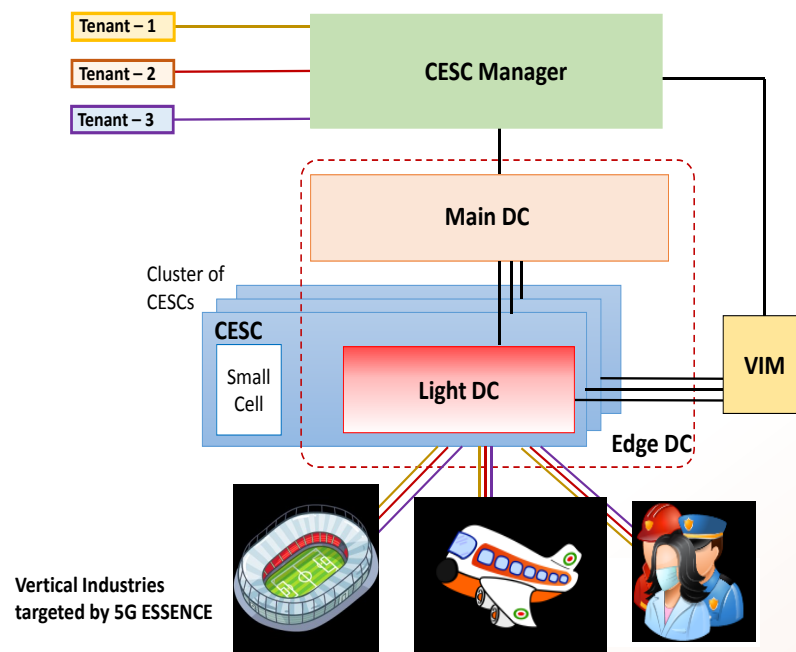 Tenant – 1
Tenant – 2
Tenant – 3
CESC Manager
Main DC
Cluster of
CESCs
CESC
Small
Cell
Light DC
VIM
Edge DC
Vertical Industries
targeted by 5G ESSENCE